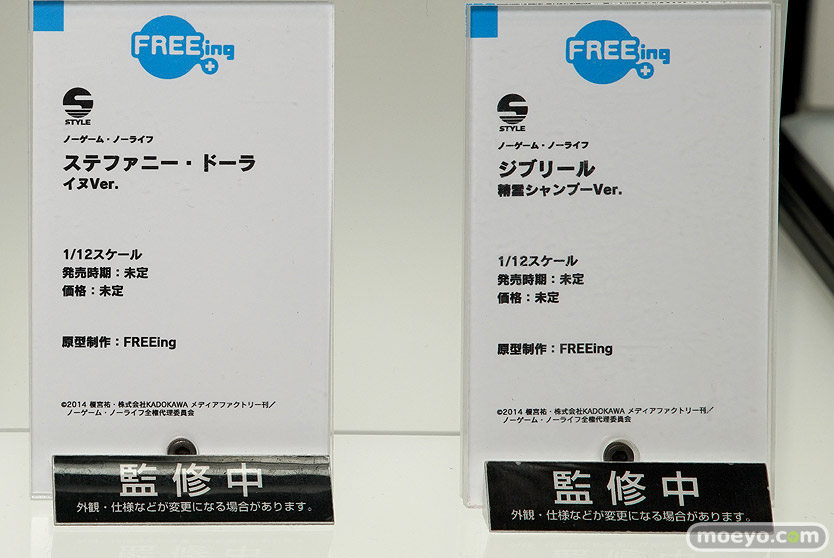 FREEing
S
STYLE
ノーゲーム・ノーライフ
ステファニー・ドーラ
イヌVer.
1/12スケール
発売時期：未定
価格：未定
原型制作：FREEing
©2014 榎宮祐・株式会社KADOKAWA メディアファクトリー刊／
ノーゲーム・ノーライフ全権代理委員会
監修中
外観・仕様などが変更になる場合があります。
FREEing
S
STYLE
ノーゲーム・ノーライフ
ジブリール
精霊シャンプーVer.
1/12スケール
発売時期：未定
価格：未定
原型制作：FREEing
©2014 榎宮祐・株式会社KADOKAWA メディアファクトリー刊／
ノーゲーム・ノーライフ全権代理委員会
監修中
外観・仕様などが変更になる場合があります。
moeyo.com